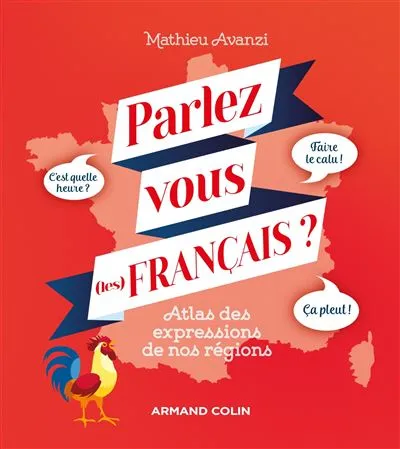 Mathieu Avanzi
Parlez
vous
(les) FRANÇAIS ?
C'est quelle
heure ?
Faire
le calu !
Ça pleut !
Atlas des
expressions
de nos régions
ARMAND COLIN